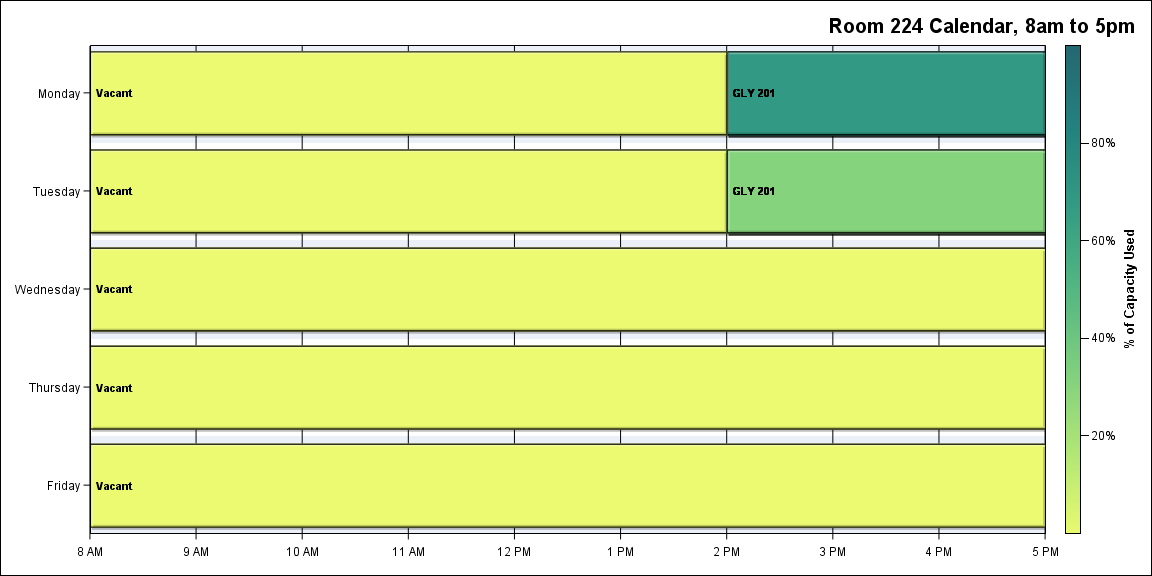 Room 224 Calendar, 8am to 5pm
Monday
Vacant
GLY 201
Tuesday
Vacant
GLY 201
Wednesday
Vacant
Thursday
Vacant
Friday
Vacant
8 AM 9 AM 10 AM 11 AM 12 PM 1 PM 2 PM 3 PM 4 PM 5 PM
80%
60%
40%
20%
% of Capacity Used